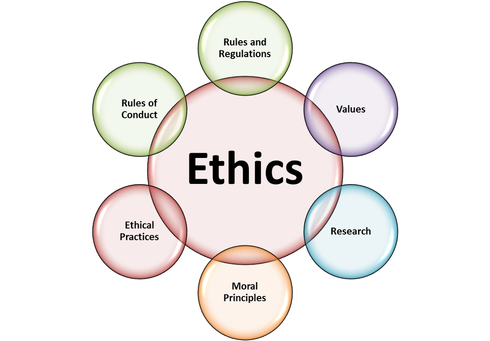 Rules and
Regulations
Rules of
Conduct
Values
Ethics
Ethical
Practices
Research
Moral
Principles